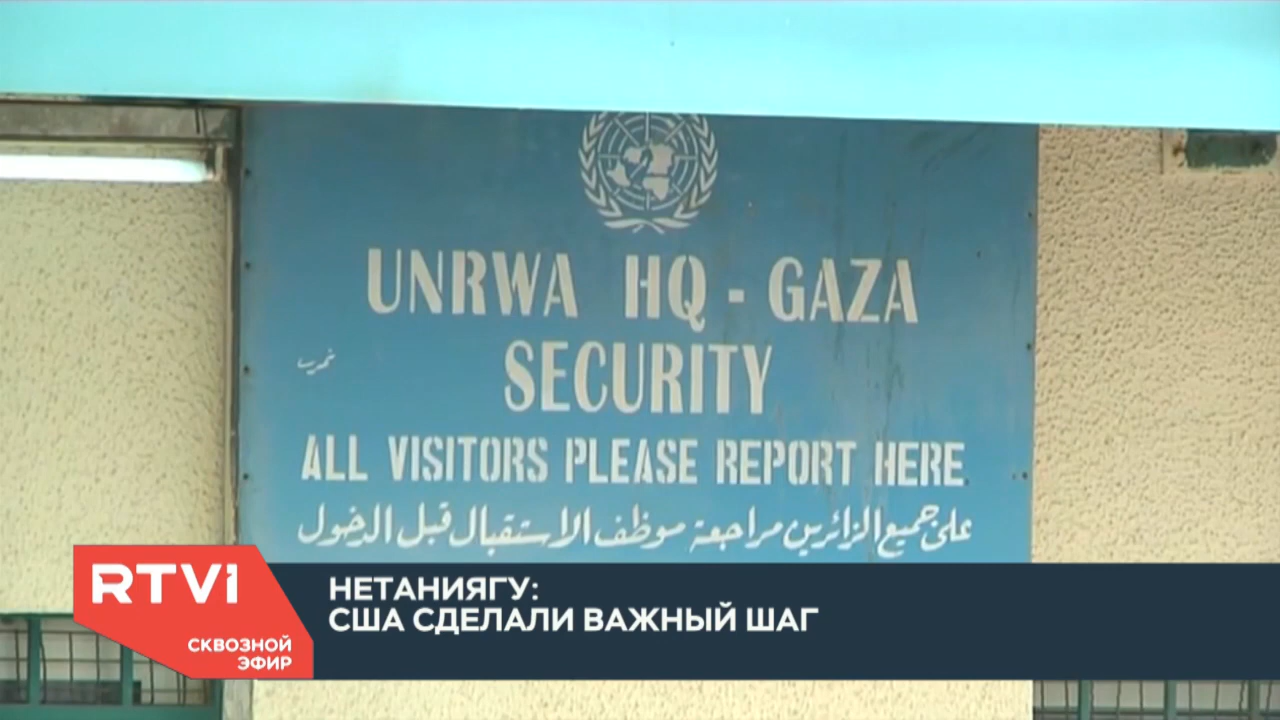 UNRWA HQ - GAZA
SECURITY
ALL VISITORS PLEASE REPORT HERE
على جميع الزائرين مراجعة موظف الاستقبال قبل الدخول
RTVi
СКВОЗНОЙ
ЭФИР
НЕТАНИЯГУ:
США СДЕЛАЛИ ВАЖНЫЙ ШАГ